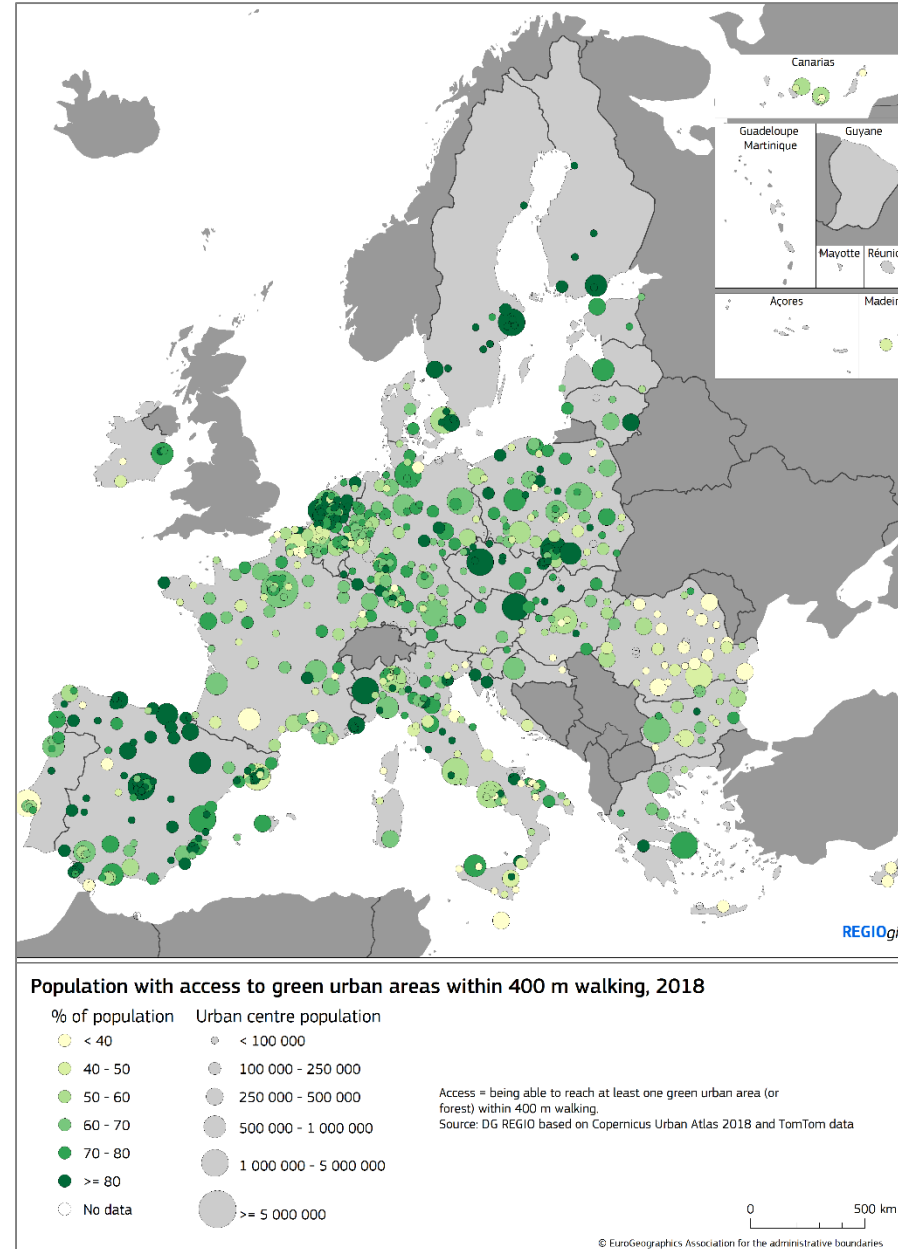 Canarias
Guadeloupe
Martinique
Guyane
Mayotte
Réunio
Açores
Madeir
REGIOgi
Population with access to green urban areas within 400 m walking, 2018
% of population
< 40
40 - 50
50 - 60
60 - 70
70 - 80
>= 80
No data
Urban centre population
< 100 000
100 000 - 250 000
250 000 - 500 000
500 000 - 1 000 000
1 000 000 - 5 000 000
>= 5 000 000
Access = being able to reach at least one green urban area (or
forest) within 400 m walking.
Source: DG REGIO based on Copernicus Urban Atlas 2018 and TomTom data
0 500 km
© EuroGeographics Association for the administrative boundaries